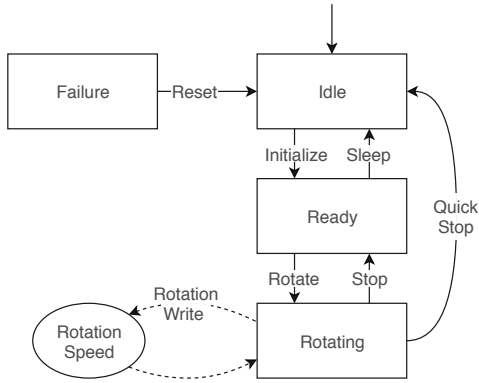 Failure
Reset
Idle
Initialize
Sleep
Ready
Quick
Stop
Rotate
Stop
Rotation
Write
Rotation
Speed
Rotating